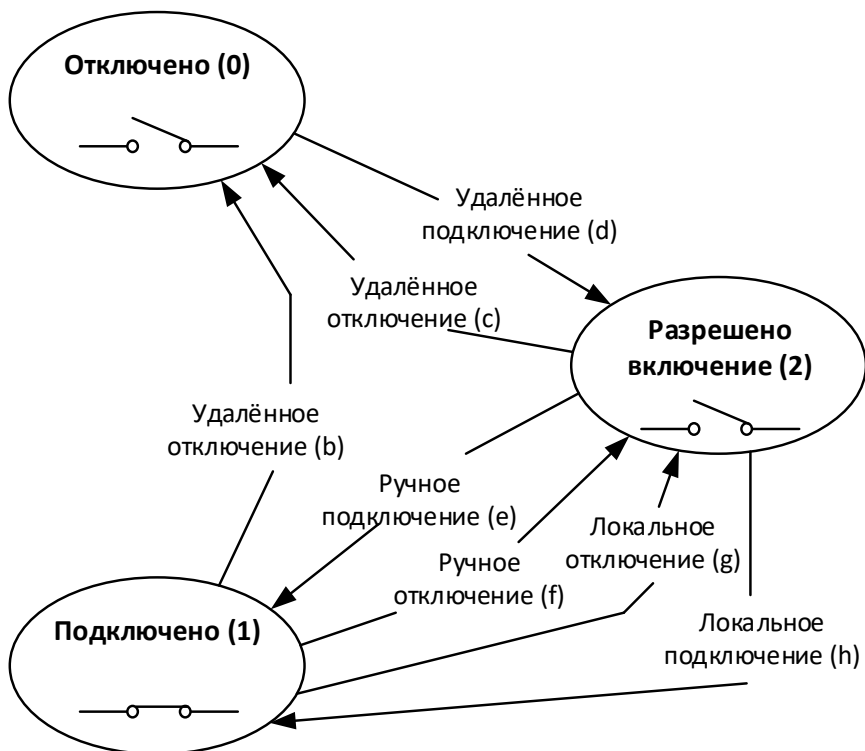 Отключено (0)
Удалённое
подключение (d)
Удалённое
отключение (c)
Разрешено
включение (2)
Удалённое
отключение (b)
Ручное
подключение (e)
Локальное
отключение (g)
Ручное
отключение (f)
Подключено (1)
Локальное
подключение (h)